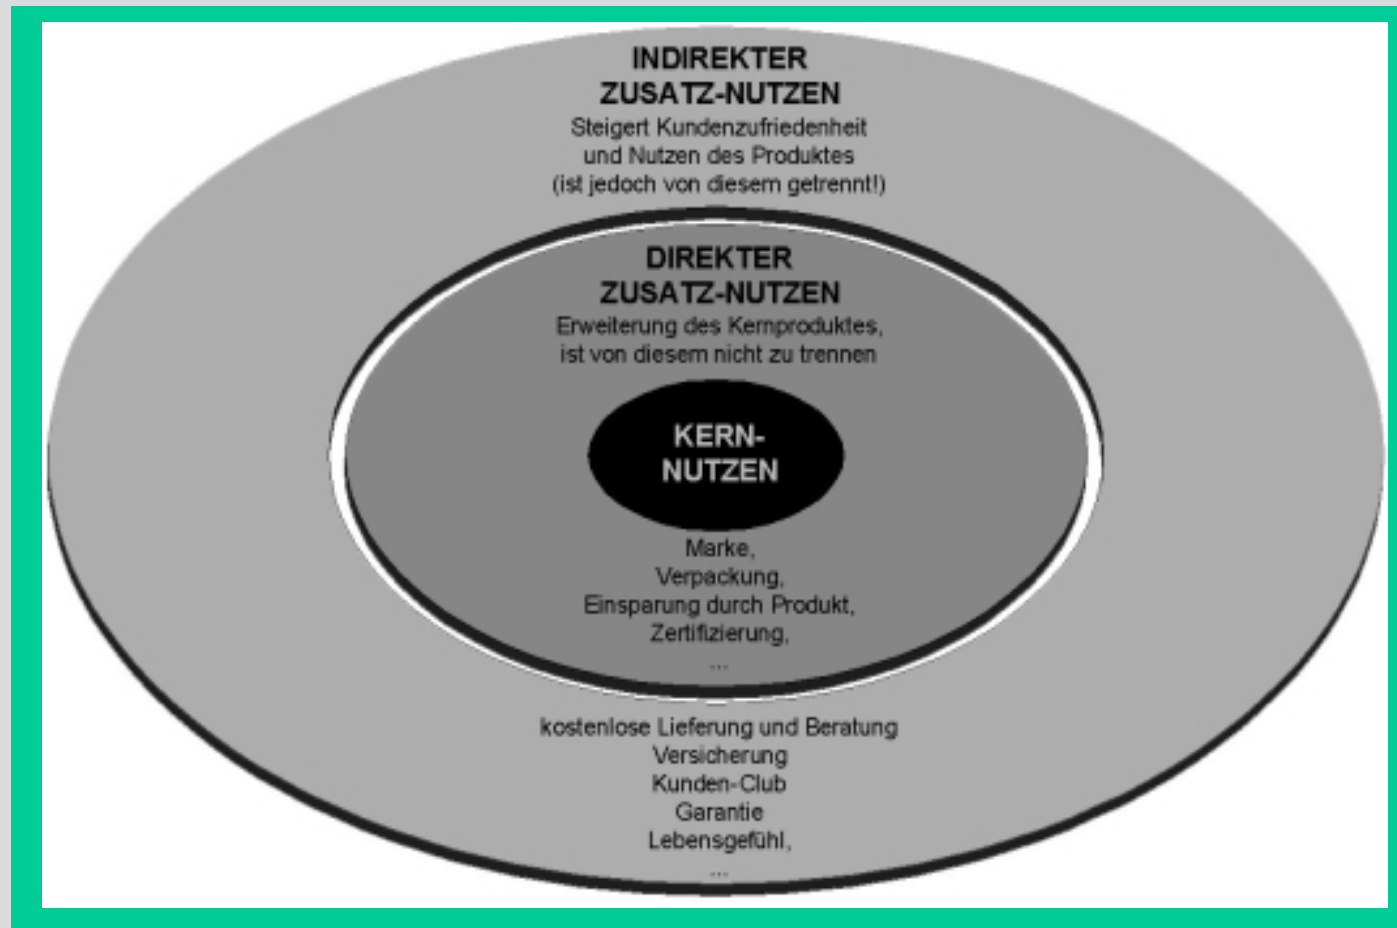 INDIREKTER
ZUSATZ-NUTZEN
Steigert Kundenzufriedenheit
und Nutzen des Produktes
(ist jedoch von diesem getrennt!)
DIREKTER
ZUSATZ-NUTZEN
Erweiterung des Kernproduktes,
ist von diesem nicht zu trennen
KERN-
NUTZEN
Marke,
Verpackung,
Einsparung durch Produkt,
Zertifizierung,
...
kostenlose Lieferung und Beratung
Versicherung
Kunden-Club
Garantie
Lebensgefühl,
...